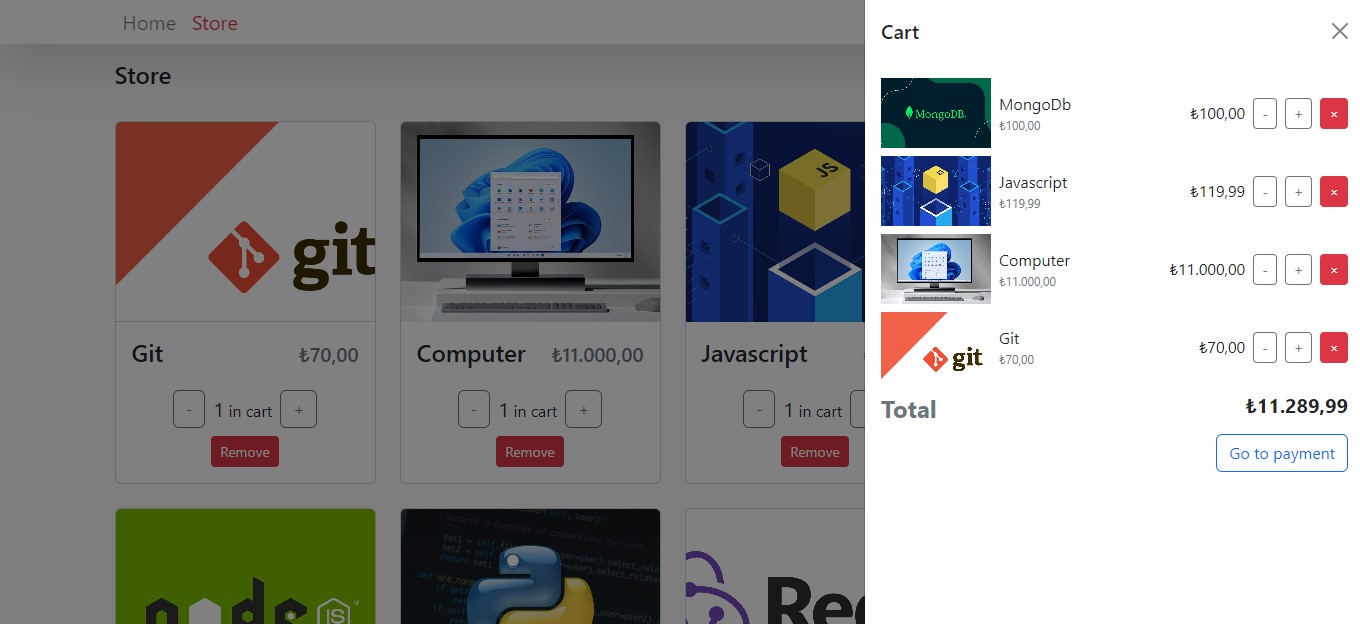 Home Store
Store
git
JS
Git ₺70,00
- 1 in cart +
Remove
Computer ₺11.000,00
- 1 in cart +
Remove
Javascript
- 1 in cart
Remove
node
JS
Cart
MongoDB.
MongoDb
₺100,00
₺100,00 - + ×
Javascript
₺119,99
₺119,99 - + ×
Computer
₺11.000,00
₺11.000,00 - + ×
git
Git
₺70,00
₺70,00 - + ×
Total ₺11.289,99
Go to payment